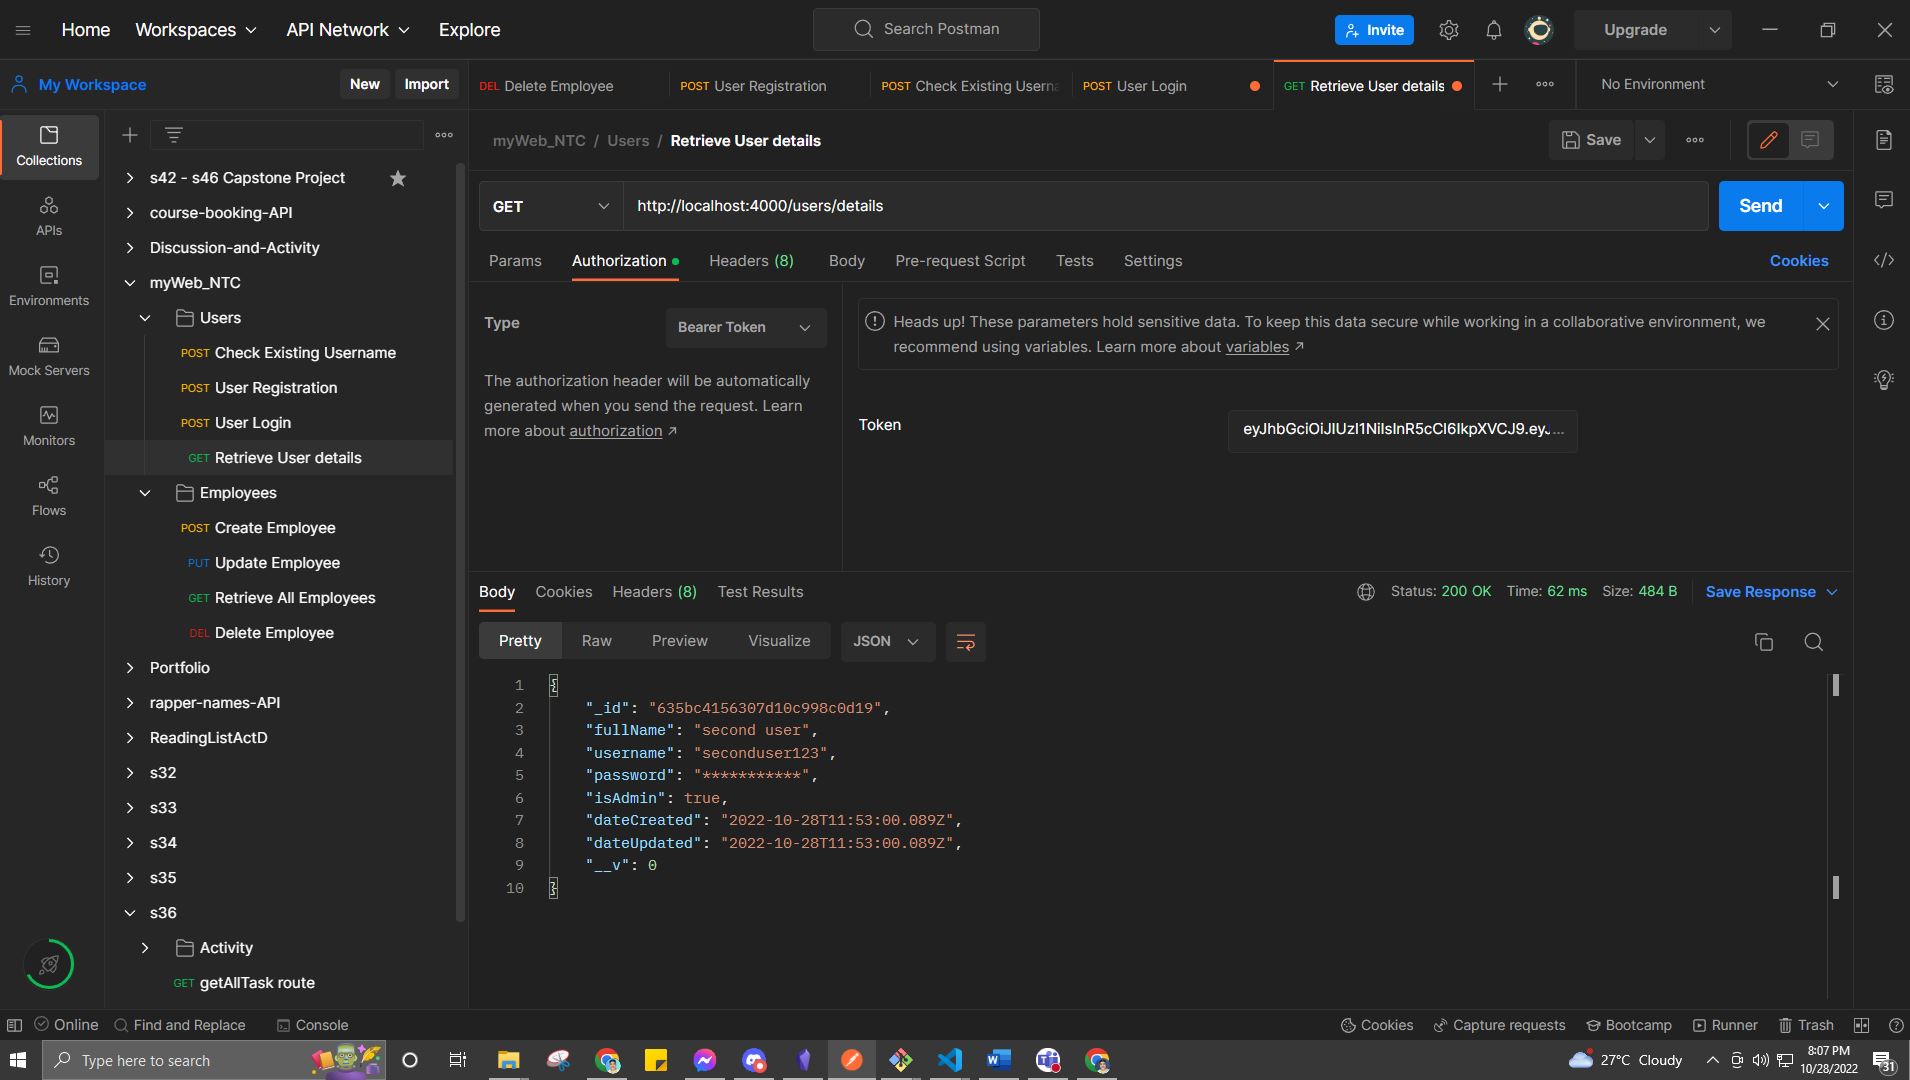 Home Workspaces API Network Explore
Search Postman
Invite
Upgrade
My Workspace
New Import
DEL Delete Employee
POST User Registration
POST Check Existing Userna
POST User Login
GET Retrieve User details
No Environment
Collections
APIs
Environments
Mock Servers
Monitors
Flows
History
s42 - s46 Capstone Project
course-booking-API
Discussion-and-Activity
myWeb_NTC
Users
POST Check Existing Username
POST User Registration
POST User Login
GET Retrieve User details
Employees
POST Create Employee
PUT Update Employee
GET Retrieve All Employees
DEL Delete Employee
Portfolio
rapper-names-API
ReadingListActD
s32
s33
s34
s35
s36
Activity
GET getAllTask route
myWeb_NTC / Users / Retrieve User details
Save
GET http://localhost:4000/users/details
Send
Params Authorization Headers (8) Body Pre-request Script Tests Settings
Cookies
Type Bearer Token
The authorization header will be automatically
generated when you send the request. Learn
more about authorization ↗
Heads up! These parameters hold sensitive data. To keep this data secure while working in a collaborative environment, we
recommend using variables. Learn more about variables ↗
Token
Body Cookies Headers (8) Test Results
Status: 200 OK Time: 62 ms Size: 484 B Save Response
Pretty Raw Preview Visualize JSON
1 {
2 "_id": "635bc4156307d10c998c0d19",
3 "fullName": "second user",
4 "username": "seconduser123",
5 "password": "***********",
6 "isAdmin": true,
7 "dateCreated": "2022-10-28T11:53:00.089Z",
8 "dateUpdated": "2022-10-28T11:53:00.089Z",
9 "__v": 0
10 }
Online Find and Replace Console
Cookies Capture requests Bootcamp Runner Trash
Type here to search
27°C Cloudy
8:07 PM
10/28/2022
31